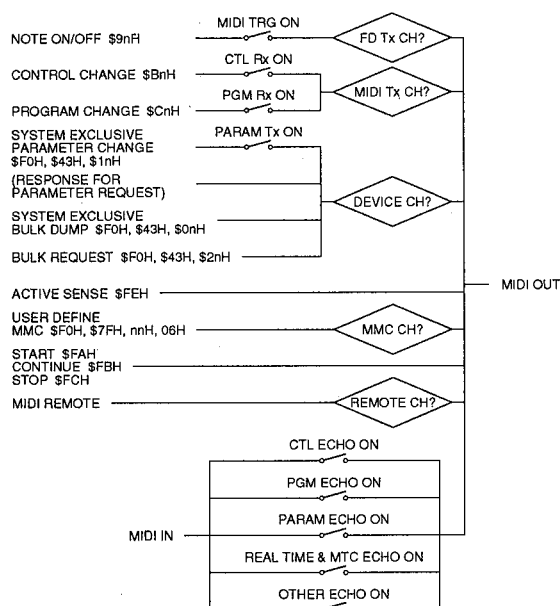 MIDI TRG ON
NOTE ON/OFF $9nH
FD Tx CH?
CTL Rx ON
CONTROL CHANGE $BnH
MIDI Tx CH?
PGM Rx ON
PROGRAM CHANGE $CnH
SYSTEM EXCLUSIVE
PARAMETER CHANGE
$F0H, $43H, $1nH
PARAM Tx ON
(RESPONSE FOR
PARAMETER REQUEST)
DEVICE CH?
SYSTEM EXCLUSIVE
BULK DUMP $F0H, $43H, $0nH
BULK REQUEST $F0H, $43H, $2nH
MIDI OUT
ACTIVE SENSE $FEH
USER DEFINE
MMC $F0H, $7FH, nnH, 06H
MMC CH?
START $FAH
CONTINUE $FBH
STOP $FCH
MIDI REMOTE
REMOTE CH?
CTL ECHO ON
PGM ECHO ON
MIDI IN
PARAM ECHO ON
REAL TIME & MTC ECHO ON
OTHER ECHO ON